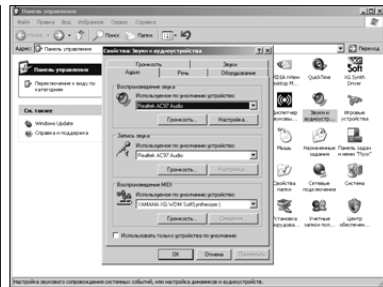 Панель управления
Файл Правка Вид Избранное Сервис Справка
Назад Поиск Папки
Адрес: Панель управления Переход
Панель управления
Переключение к виду по категориям
См. также
Windows Update
Справка и поддержка
Свойства: Звуки и аудиоустройства
Громкость Звуки
Аудио Речь Оборудование
Воспроизведение звука
Используемое по умолчанию устройство:
Realtek AC97 Audio
Громкость... Настройка...
Запись звука
Используемое по умолчанию устройство:
Realtek AC97 Audio
Громкость... Настройка...
Воспроизведение MIDI
Используемое по умолчанию устройство:
YAMAHA XG WDM SoftSynthesizer (
Громкость... Сведения
Использовать только устройства по умолчанию
OK Отмена Применить
QuickTime
XG Synth
Driver
Звуки и
аудиоустр...
Игровые
устройства
Мышь
Назначенные
задания
Панель задач
и меню "Пуск"
Свойства
папки
Сетевые
подключения
Система
Установка
Учетные
записи пол...
Центр
обеспечен...
Настройка звукового сопровождения системных событий, или настройка динамиков и аудиоустройств.